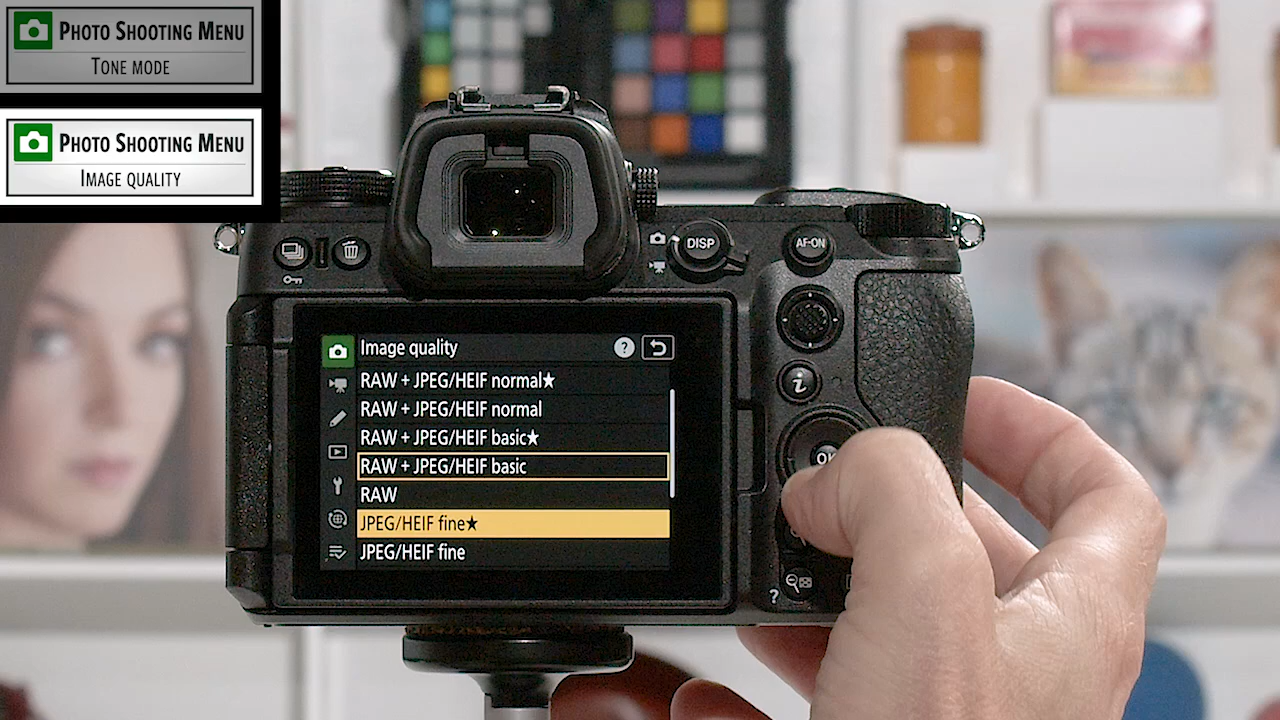 PHOTO SHOOTING MENU
TONE MODE
PHOTO SHOOTING MENU
IMAGE QUALITY
DISP
AF-ON
i
OK
Image quality
?
RAW + JPEG/HEIF normal★
RAW + JPEG/HEIF normal
RAW + JPEG/HEIF basic★
RAW + JPEG/HEIF basic
RAW
JPEG/HEIF fine★
JPEG/HEIF fine
?